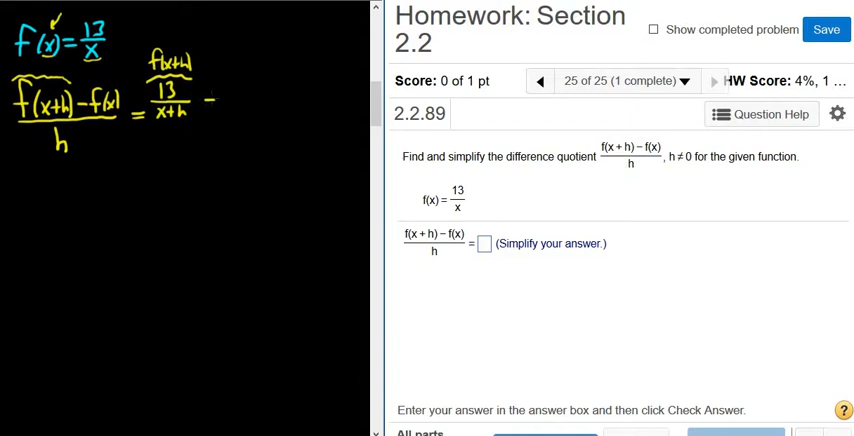 f(x) = 13/x
f(x+h)
f(x+h) - f(x) / h = 13/x+h -
Homework: Section 2.2
Show completed problem
Save
Score: 0 of 1 pt
25 of 25 (1 complete)
HW Score: 4%, 1 ...
2.2.89
Question Help
Find and simplify the difference quotient f(x + h) − f(x) / h, h ≠ 0 for the given function.
f(x) = 13/x
f(x + h) − f(x) / h = (Simplify your answer.)
Enter your answer in the answer box and then click Check Answer.
?
All parts